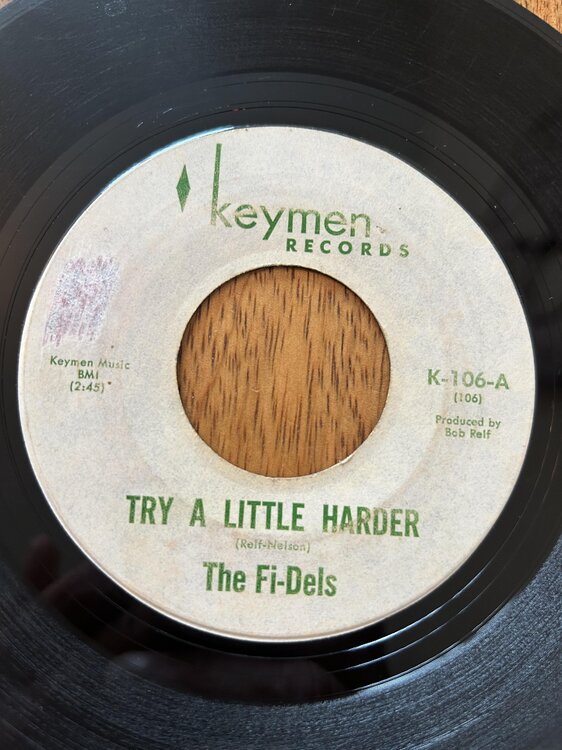 keymen
RECORDS
Keymen Music
BMI
(2:45)
K-106-A
(106)
Produced by
Bob Relf
TRY A LITTLE HARDER
(Relf-Nelson)
The Fi-Dels